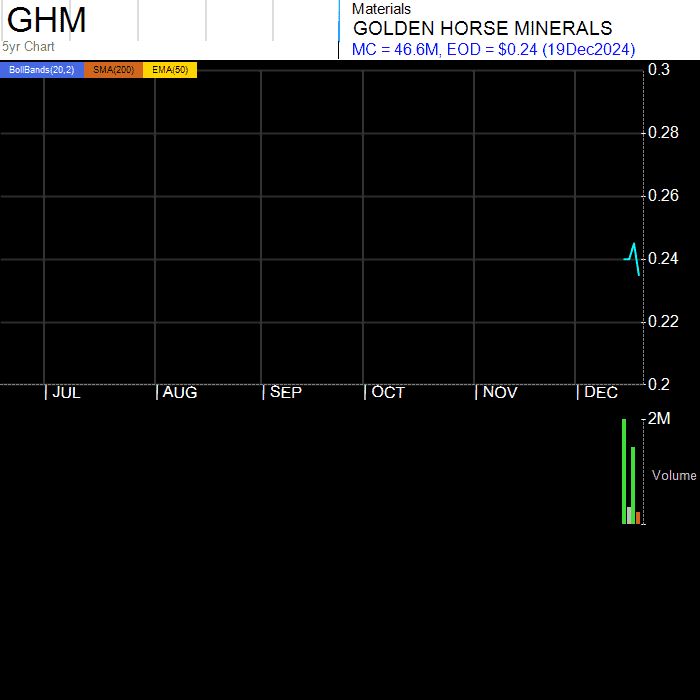 GHM
5yr Chart
Materials
GOLDEN HORSE MINERALS
MC = 46.6M, EOD = $0.24 (19Dec2024)
BollBands(20,2) SMA(200) EMA(50)
0.3
0.28
0.26
0.24
0.22
0.2
| JUL | AUG | SEP | OCT | NOV | DEC
2M
Volume